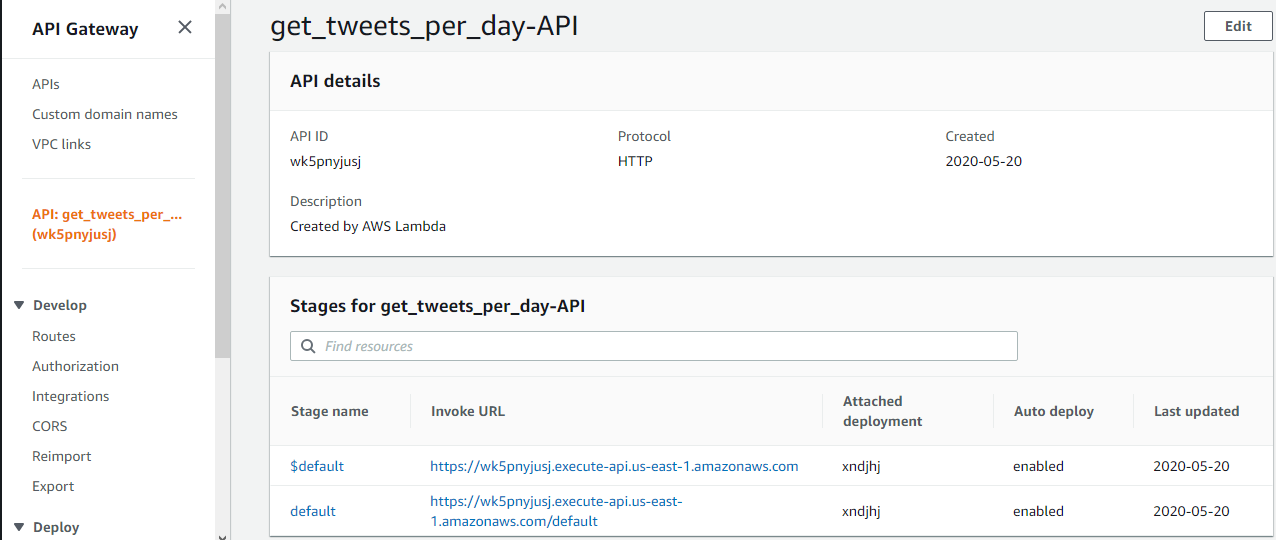 API Gateway
APIs
Custom domain names
VPC links
API: get_tweets_per_...
(wk5pnyjusj)
Develop
Routes
Authorization
Integrations
CORS
Reimport
Export
Deploy
get_tweets_per_day-API
Edit
API details
API ID
Protocol
Created
wk5pnyjusj
HTTP
2020-05-20
Description
Created by AWS Lambda
Stages for get_tweets_per_day-API
Find resources
Stage name
Invoke URL
Attached
deployment
Auto deploy
Last updated
$default
https://wk5pnyjusj.execute-api.us-east-1.amazonaws.com
xndjhj
enabled
2020-05-20
default
https://wk5pnyjusj.execute-api.us-east-
1.amazonaws.com/default
xndjhj
enabled
2020-05-20